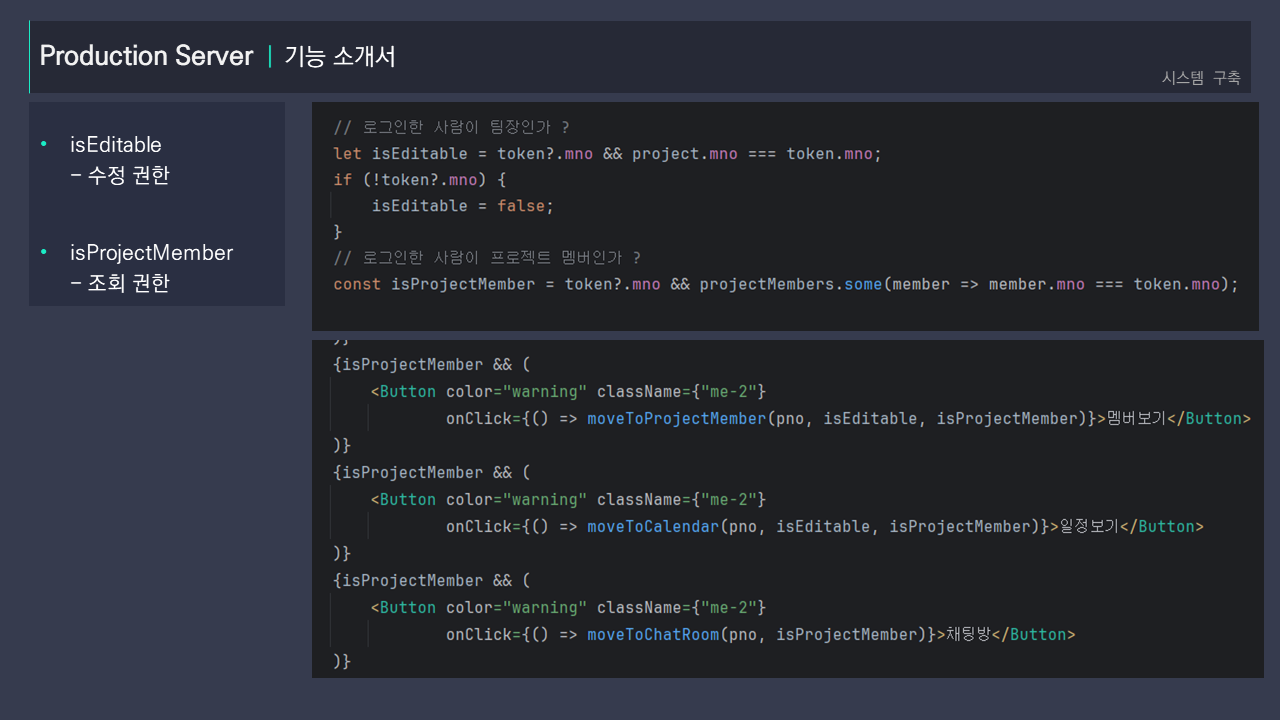 Production Server | 기능 소개서
시스템 구축
• isEditable
- 수정 권한
• isProjectMember
- 조회 권한
// 로그인한 사람이 팀장인가 ?
let isEditable = token?.mno && project.mno === token.mno;
if (!token?.mno) {
isEditable = false;
}
// 로그인한 사람이 프로젝트 멤버인가 ?
const isProjectMember = token?.mno && projectMembers.some(member => member.mno === token.mno);
)}
{isProjectMember && (
<Button color="warning" className={"me-2"}
onClick={() => moveToProjectMember(pno, isEditable, isProjectMember)}>멤버보기</Button>
)}
{isProjectMember && (
<Button color="warning" className={"me-2"}
onClick={() => moveToCalendar(pno, isEditable, isProjectMember)}>일정보기</Button>
)}
{isProjectMember && (
<Button color="warning" className={"me-2"}
onClick={() => moveToChatRoom(pno, isProjectMember)}>채팅방</Button>
)}